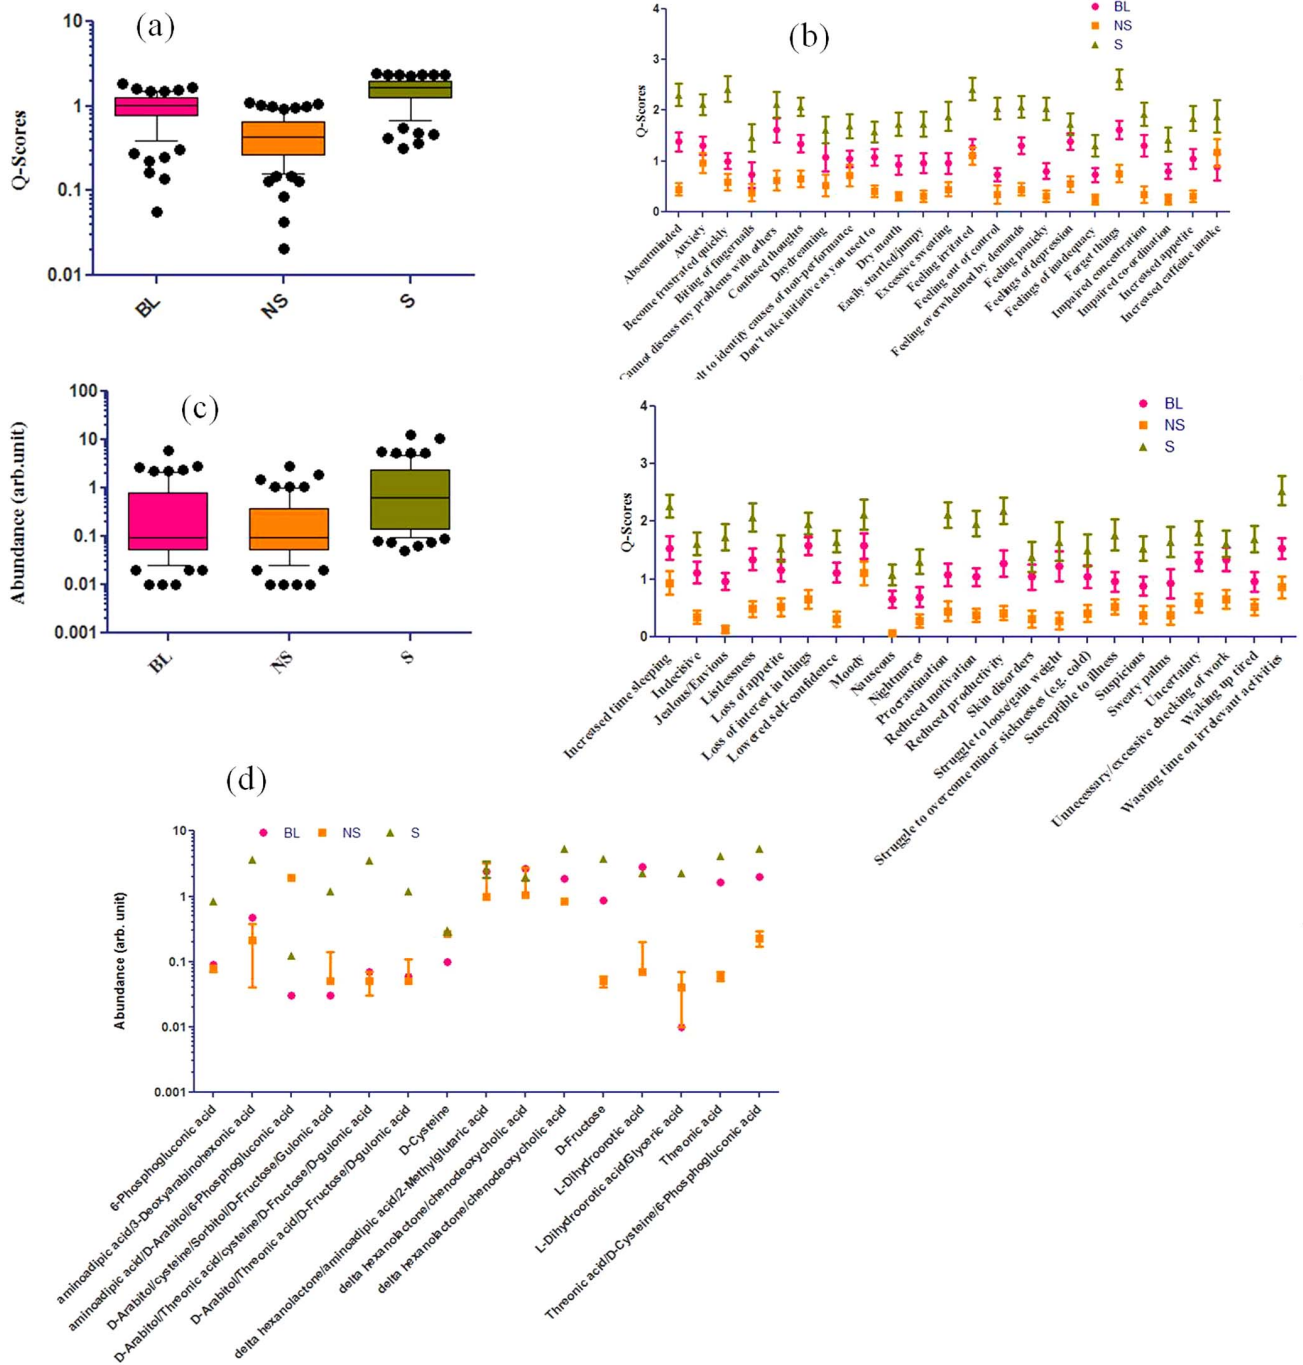 (a)
Q-Scores
10
1
0.1
0.01
BL
NS
S
(b)
BL
NS
S
Q-Scores
4
3
2
1
0
Absentminded
Anxiety
Become frustrated quickly
Biting of fingernails
Cannot discuss my problems with others
Confused thoughts
Daydreaming
lt to identify causes of non-performance
Don't take initiative as you used to
Dry mouth
Easily startled/jumpy
Excessive sweating
Feeling irritated
Feeling out of control
Feeling overwhelmed by demands
Feeling panicky
Feelings of depression
Feelings of inadequacy
Forget things
Impaired concentration
Impaired co-ordination
Increased appetite
Increased caffeine intake
(c)
Abundance (arb.unit)
100
10
1
0.1
0.01
0.001
BL
NS
S
BL
NS
S
Q-Scores
4
3
2
1
0
Increased time sleeping
Indecisive
Jealous/Envious
Listlessness
Loss of appetite
Loss of interest in things
Lowered self-confidence
Moody
Nauseous
Nightmares
Procrastination
Reduced motivation
Reduced productivity
Skin disorders
Struggle to loose/gain weight
Struggle to overcome minor sicknesses (e.g. cold)
Susceptible to illness
Suspicious
Sweaty palms
Uncertainty
Unnecessary/excessive checking of work
Waking up tired
Wasting time on irrelevant activities
(d)
BL
NS
S
Abundance (arb. unit)
10
1
0.1
0.01
0.001
6-Phosphogluconic acid
aminoadipic acid/3-Deoxyarabinohexonic acid
aminoadipic acid/D-Arabitol/6-Phosphogluconic acid
D-Arabitol/cysteine/Sorbitol/D-Fructose/Gulonic acid
D-Arabitol/Threonic acid/cysteine/D-Fructose/D-gulonic acid
D-Arabitol/Threonic acid/D-Fructose/D-gulonic acid
D-Cysteine
delta hexanolactone/aminoadipic acid/2-Methylglutaric acid
delta hexanolactone/chenodeoxycholic acid
delta hexanolactone/chenodeoxycholic acid
D-Fructose
L-Dihydroorotic acid
L-Dihydroorotic acid/Glyceric acid
Threonic acid
Threonic acid/D-Cysteine/6-Phosphogluconic acid